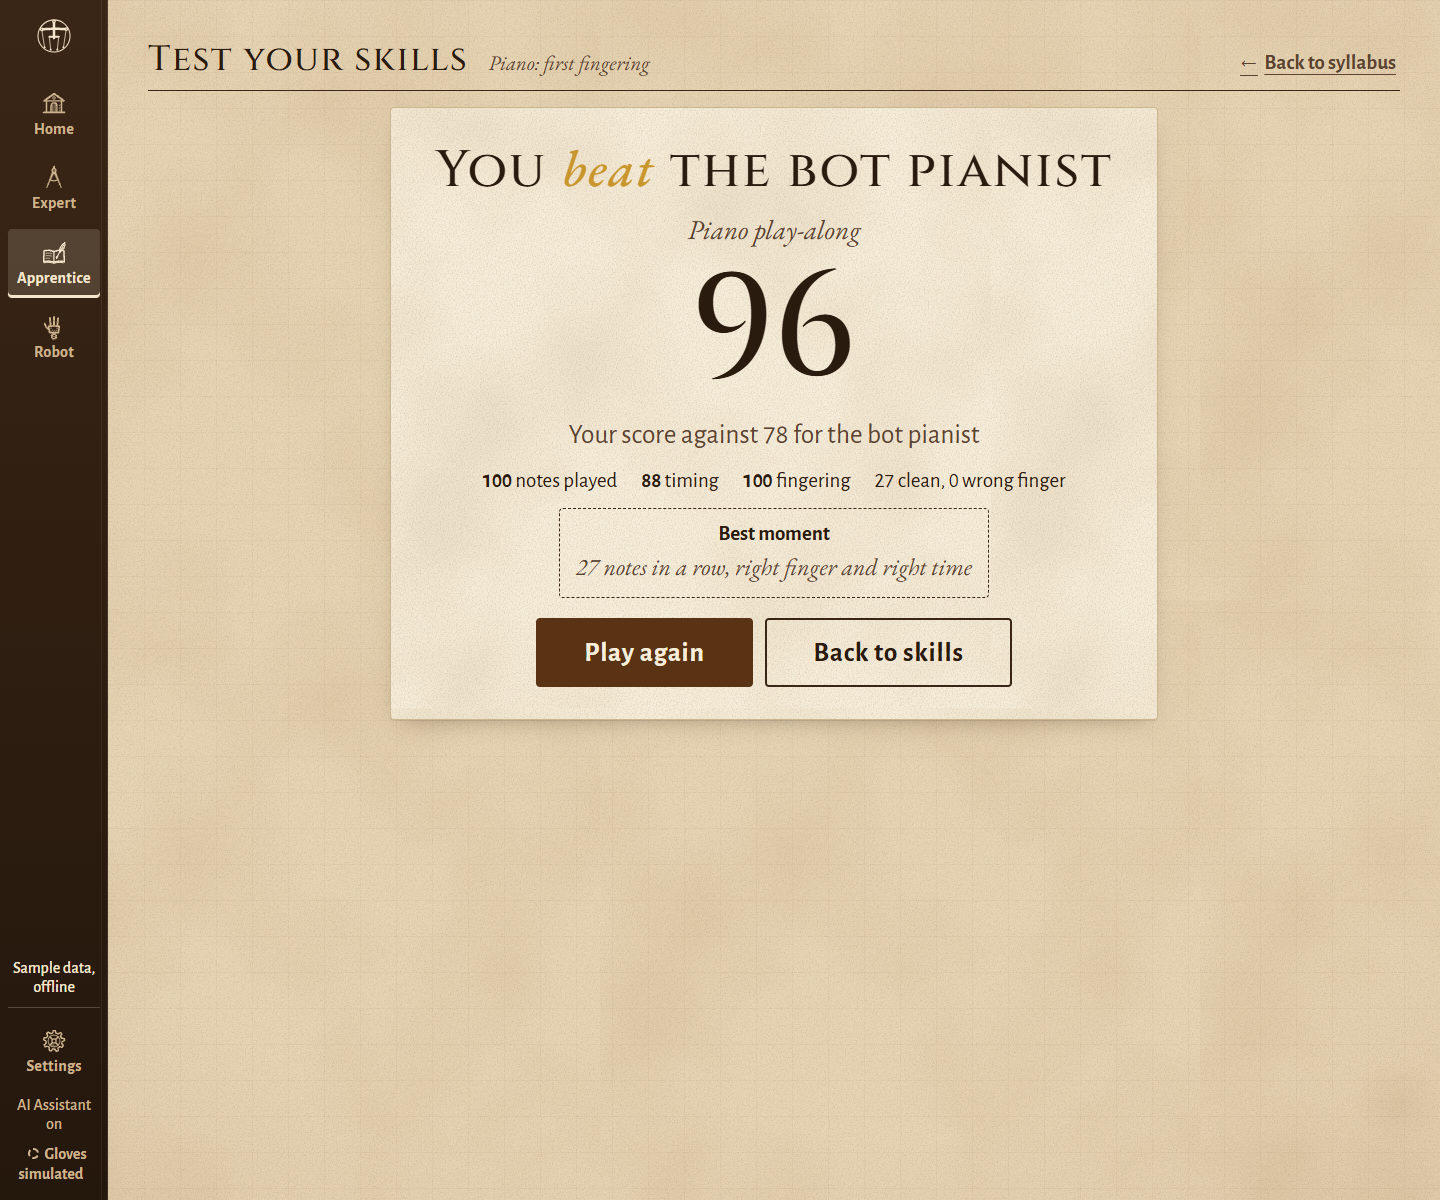 Test your skills
Piano: first fingering
← Back to syllabus
Home
Expert
Apprentice
Robot
You beat the bot pianist
Piano play-along
96
Your score against 78 for the bot pianist
100 notes played 88 timing 100 fingering 27 clean, 0 wrong finger
Best moment
27 notes in a row, right finger and right time
Play again
Back to skills
Sample data,
offline
Settings
AI Assistant
on
Gloves
simulated